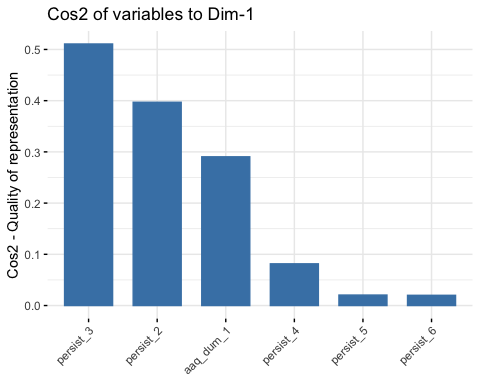 Cos2 of variables to Dim-1
Cos2 - Quality of representation
0.5
0.4
0.3
0.2
0.1
0.0
persist_3
persist_2
aaq_dum_1
persist_4
persist_5
persist_6